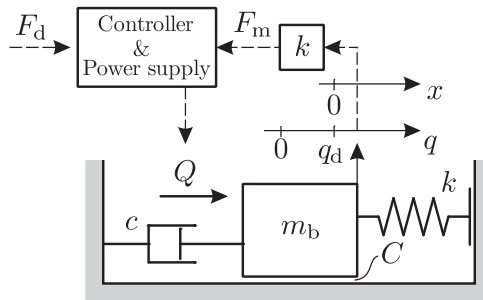 F_d
Controller
&
Power supply
F_m
k
0
x
0
q_d
q
Q
c
m_b
k
C